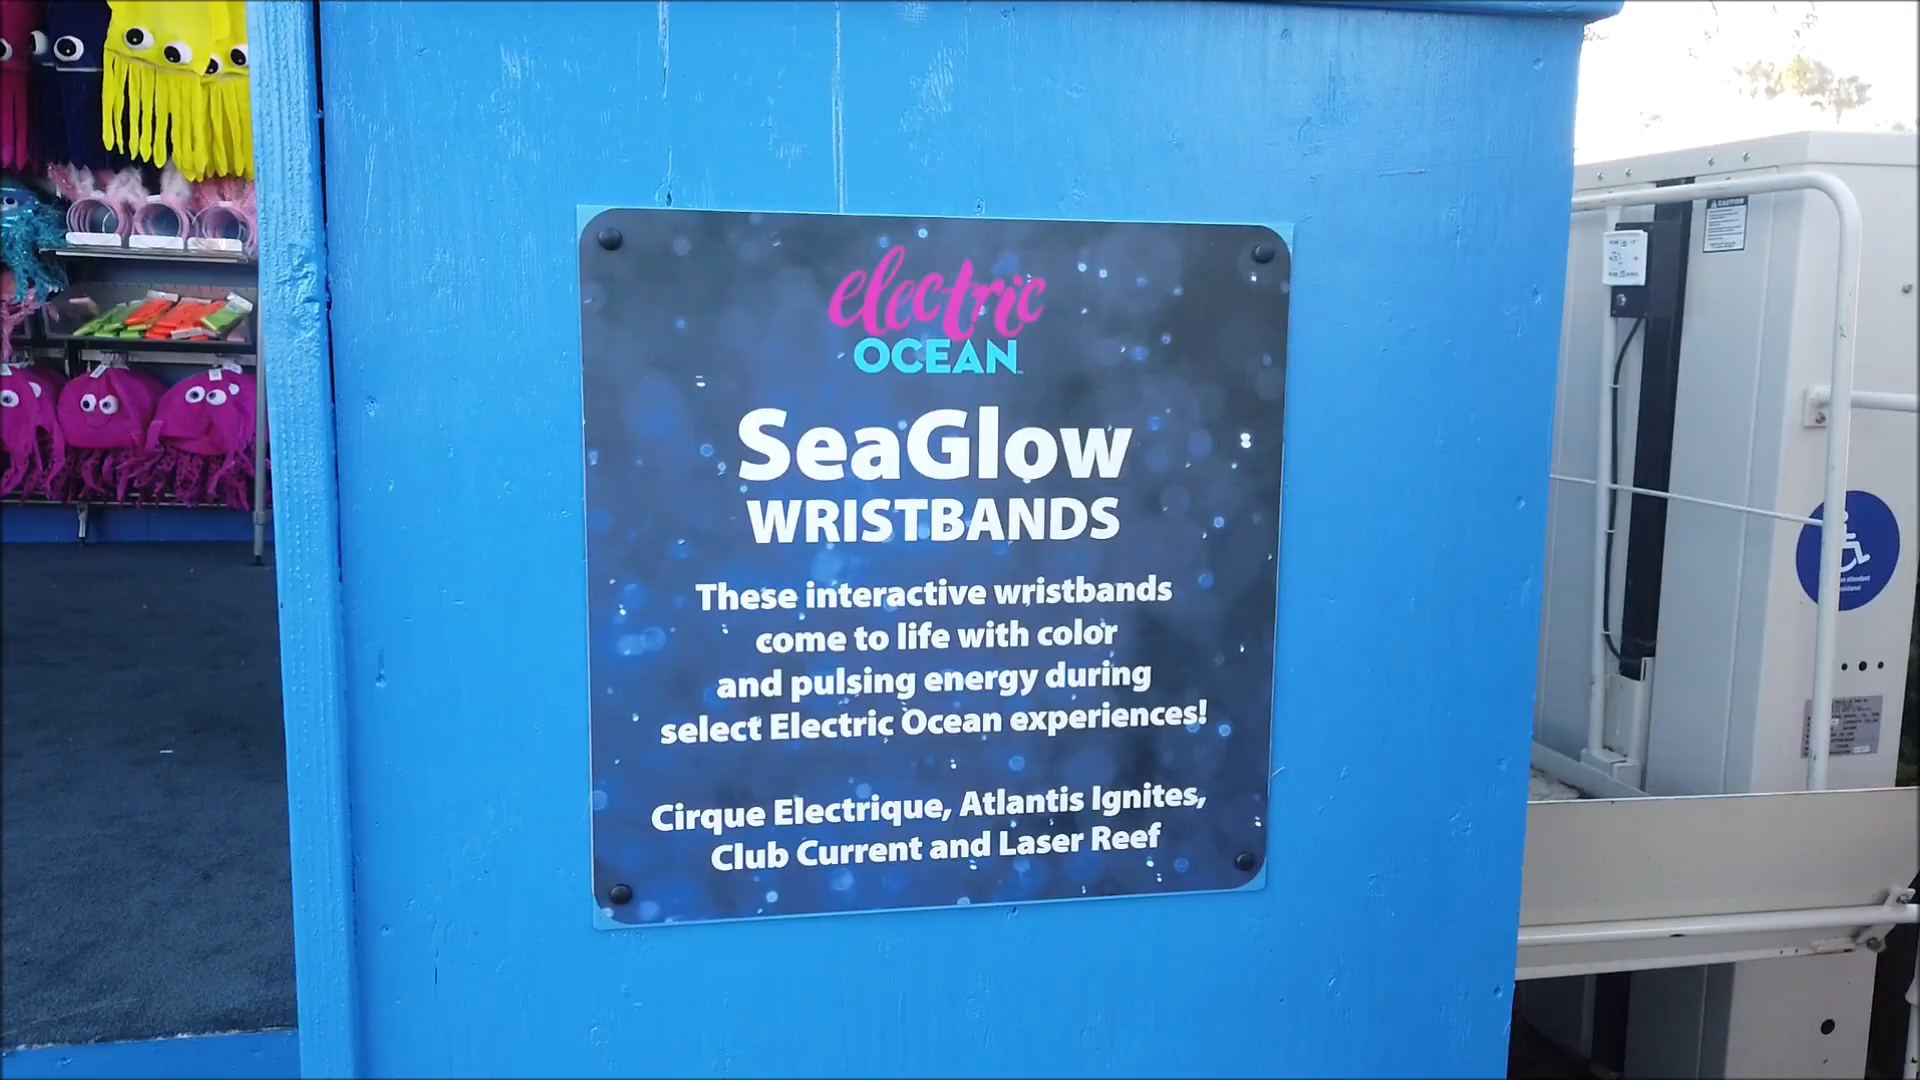 electric
OCEAN
SeaGlow
WRISTBANDS
These interactive wristbands
come to life with color
and pulsing energy during
select Electric Ocean experiences!
Cirque Electrique, Atlantis Ignites,
Club Current and Laser Reef
CAUTION